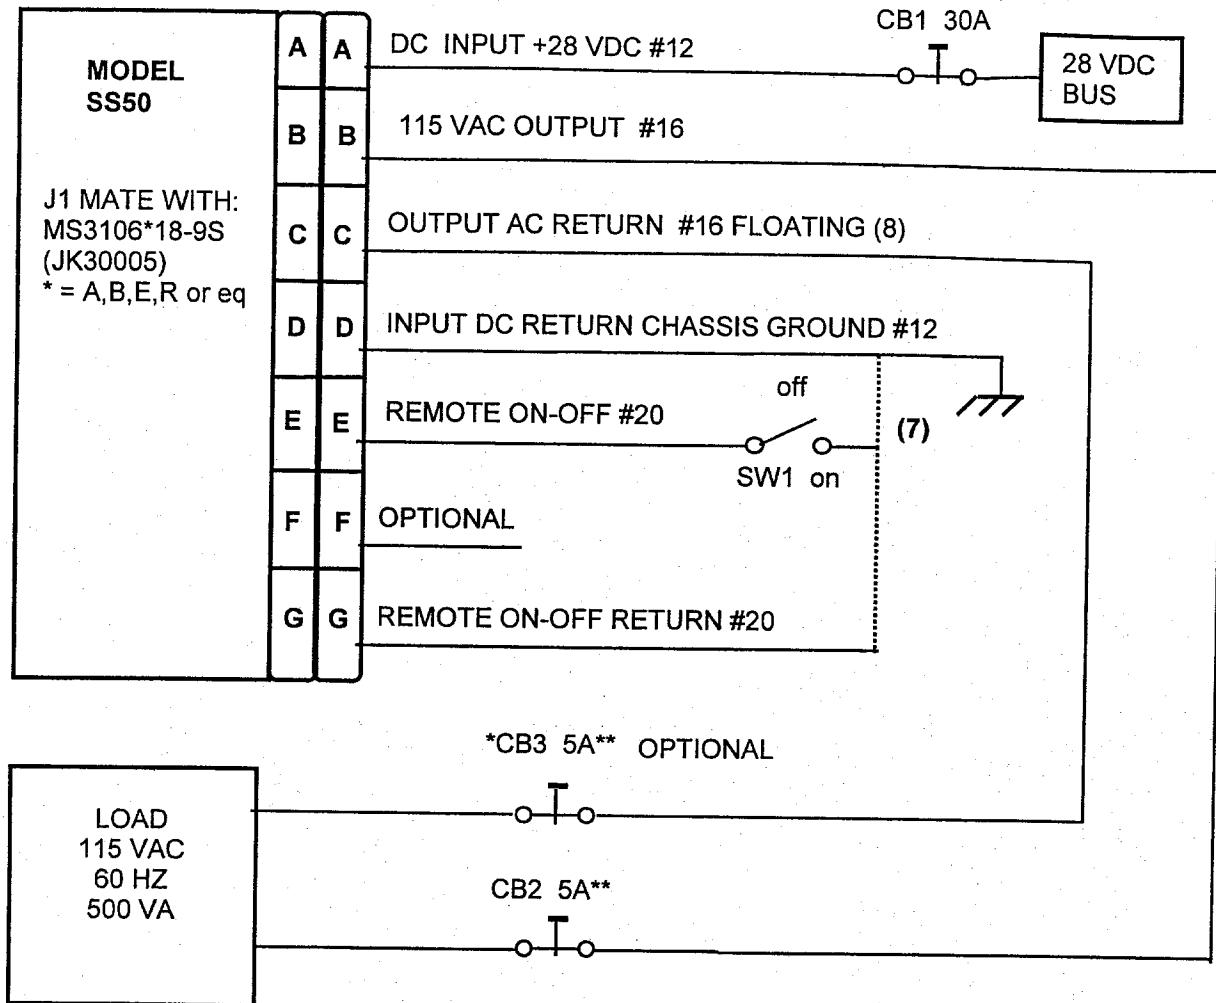 MODEL
SS50
J1 MATE WITH:
MS3106*18-9S
(JK30005)
* = A,B,E,R or eq
A A DC INPUT +28 VDC #12
CB1 30A
28 VDC
BUS
B B 115 VAC OUTPUT #16
C C OUTPUT AC RETURN #16 FLOATING (8)
D D INPUT DC RETURN CHASSIS GROUND #12
off
E E REMOTE ON-OFF #20
(7)
SW1 on
F F OPTIONAL
G G REMOTE ON-OFF RETURN #20
*CB3 5A** OPTIONAL
LOAD
115 VAC
60 HZ
500 VA
CB2 5A**